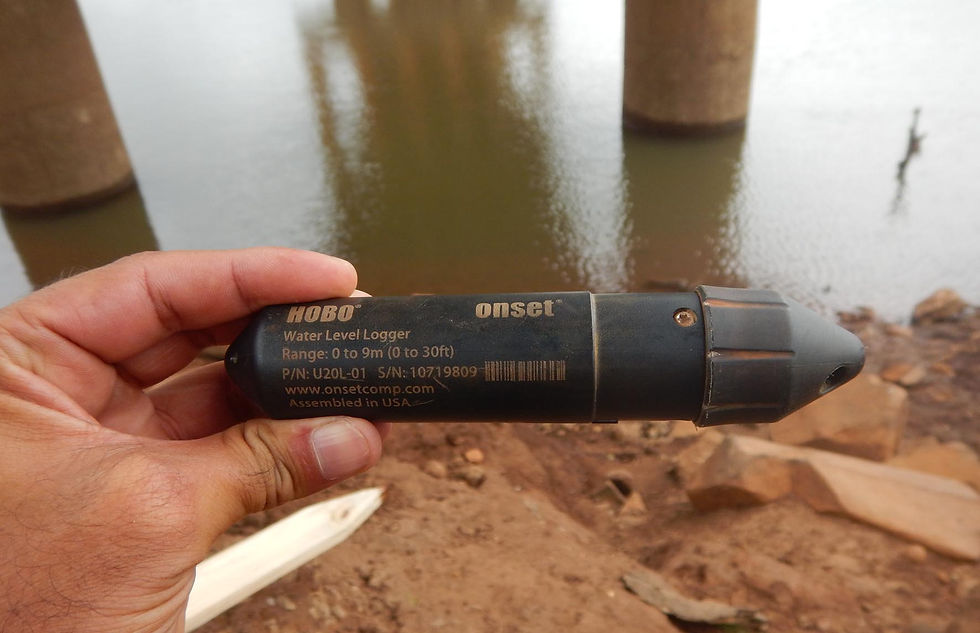 HOBO® onset®
Water Level Logger
Range: 0 to 9m (0 to 30ft)
P/N: U20L-01 S/N: 10719809
www.onsetcomp.com
Assembled in USA